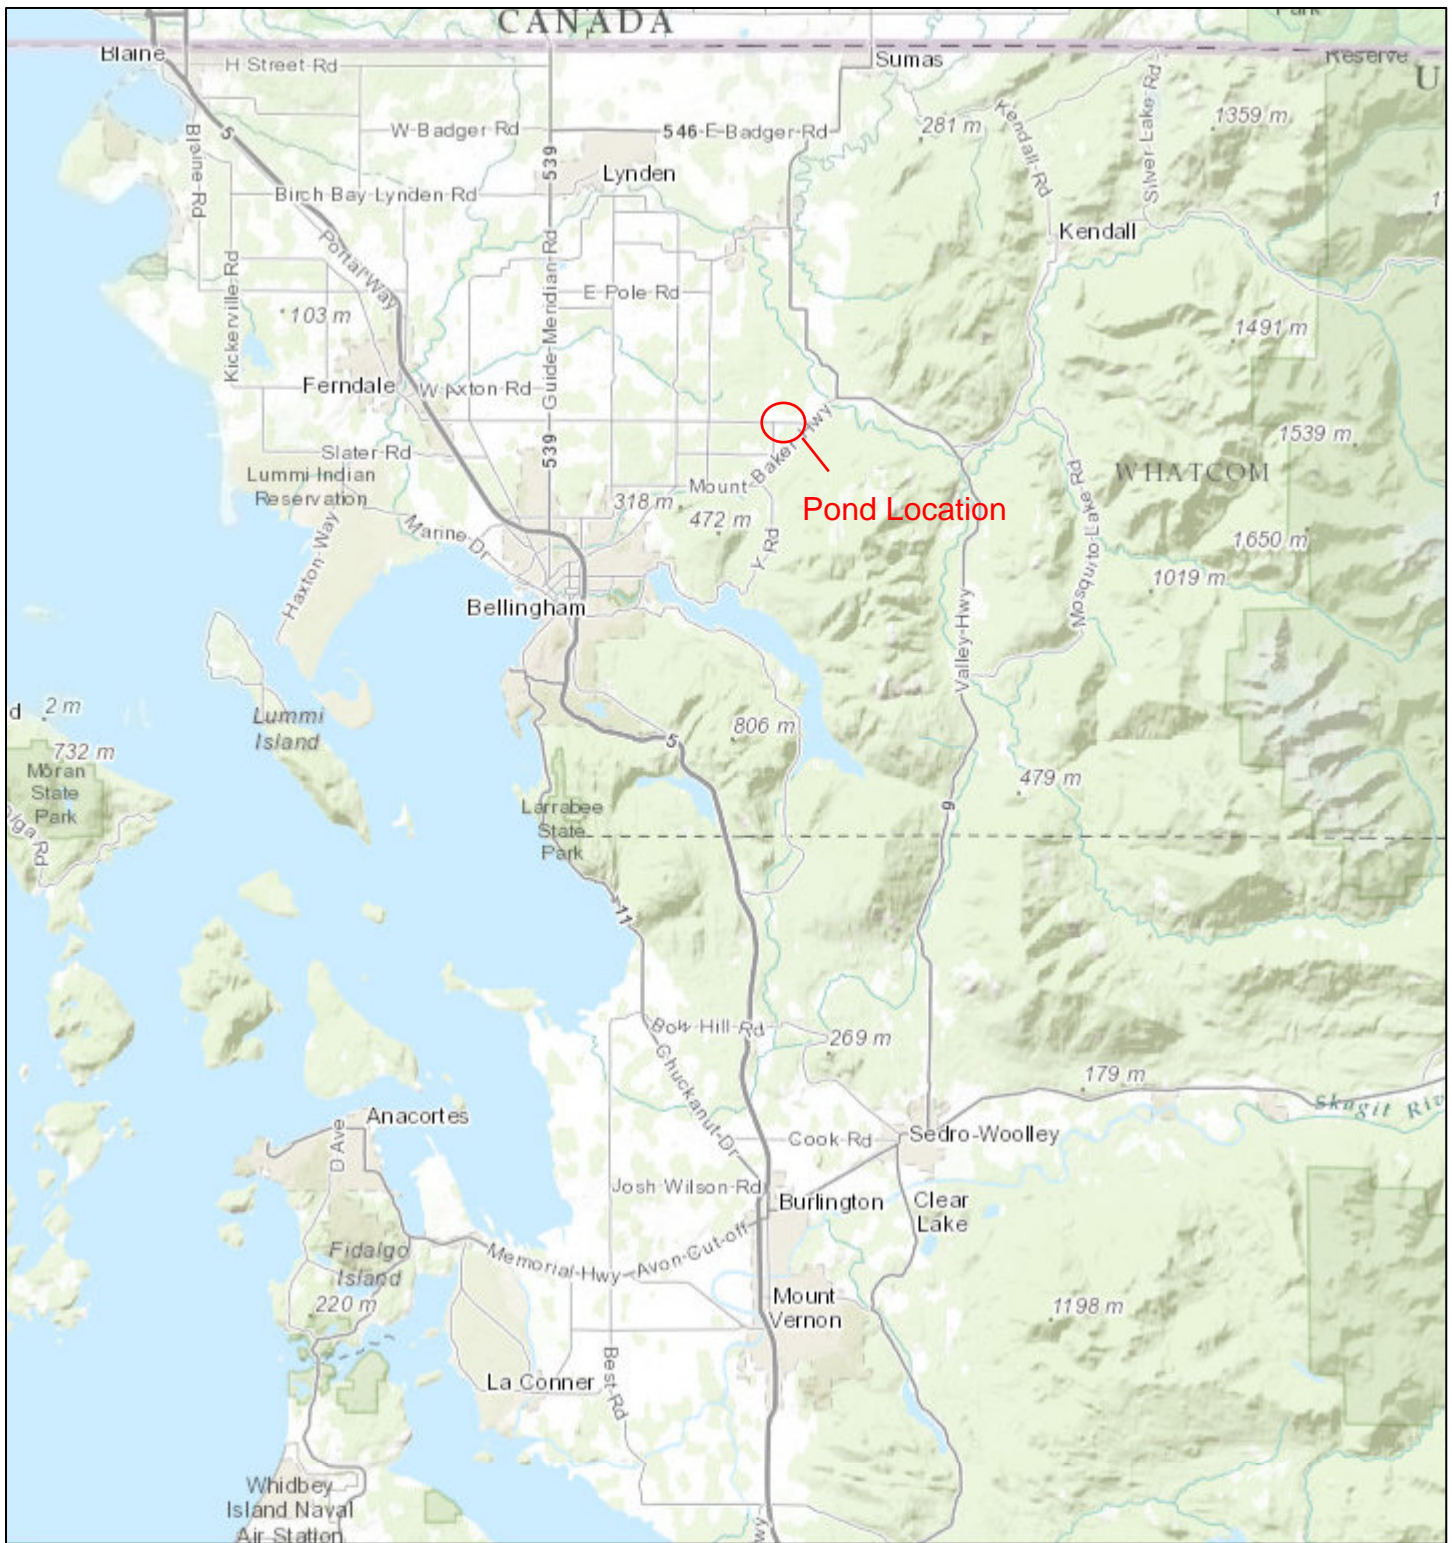 CANADA
Park
Blaine
H Street Rd
Sumas
Reserve
U
W Badger Rd
546
E Badger Rd
281 m
Kendall Rd
Silver Lake Rd
1359 m
5
Blaine Rd
539
Lynden
Birch Bay Lynden Rd
Kendall
Portal Way
Kickerville Rd
Guide Meridian Rd
E Pole Rd
103 m
1491 m
Ferndale
W Axton Rd
Mount Baker Hwy
1539 m
Slater Rd
539
Lummi Indian
Reservation
WHATCOM
318 m
472 m
Pond Location
Mosquito Lake Rd
Marine Dr
Haxton Way
Y Rd
1650 m
1019 m
Bellingham
Valley Hwy
d
2 m
Lummi
Island
806 m
5
732 m
Moran
State
Park
479 m
Larrabee
State
Park
9
11
Bow Hill Rd
269 m
Chuckanut Dr
179 m
Skagit Riv
Anacortes
D Ave
Cook Rd
Sedro-Woolley
Josh Wilson Rd
Burlington
Clear
Lake
Memorial Hwy
Avon Cut-off
Fidalgo
Island
220 m
Mount
Vernon
1198 m
La Conner
Best Rd
Whidbey
Island Naval
Air Station
wy